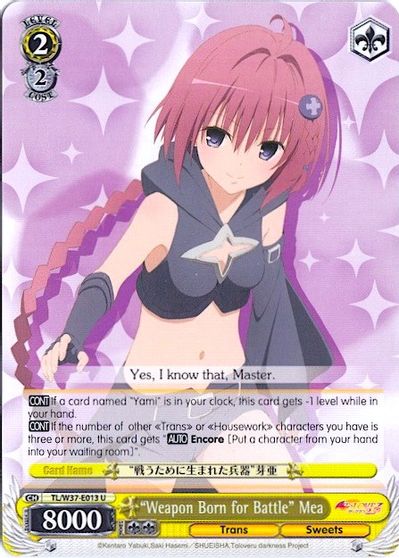 LEVEL
2
2
COST
Yes, I know that, Master.
CONT If a card named "Yami" is in your clock, this card gets -1 level while in
your hand.
CONT If the number of other «Trans» or «Housework» characters you have is
three or more, this card gets "AUTO Encore [Put a character from your hand
into your waiting room]".
Card Name
"戦うために生まれた兵器"芽亜
CH TL/W37-E013 U
"Weapon Born for Battle" Mea
8000
Trans Sweets
©Kentaro Yabuki,Saki Hasemi/SHUEISHA,Toloveru darkness Project